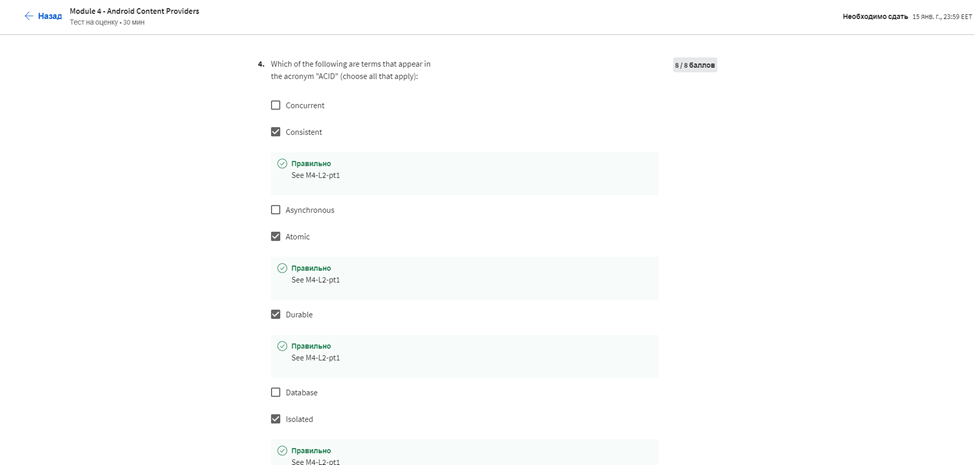 Назад
Module 4 - Android Content Providers
Тест на оценку • 30 мин
Необходимо сдать 15 янв. г., 23:59 EET
4. Which of the following are terms that appear in
the acronym "ACID" (choose all that apply):
8 / 8 баллов
Concurrent
Consistent
Правильно
See M4-L2-pt1
Asynchronous
Atomic
Правильно
See M4-L2-pt1
Durable
Правильно
See M4-L2-pt1
Database
Isolated
Правильно
See M4-L2-pt1